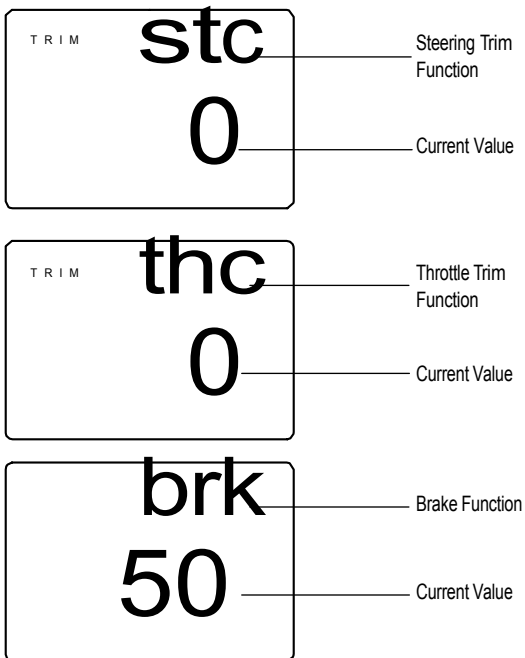 TRIM stc
Steering Trim
Function
0
Current Value
TRIM thc
Throttle Trim
Function
0
Current Value
brk
Brake Function
50
Current Value